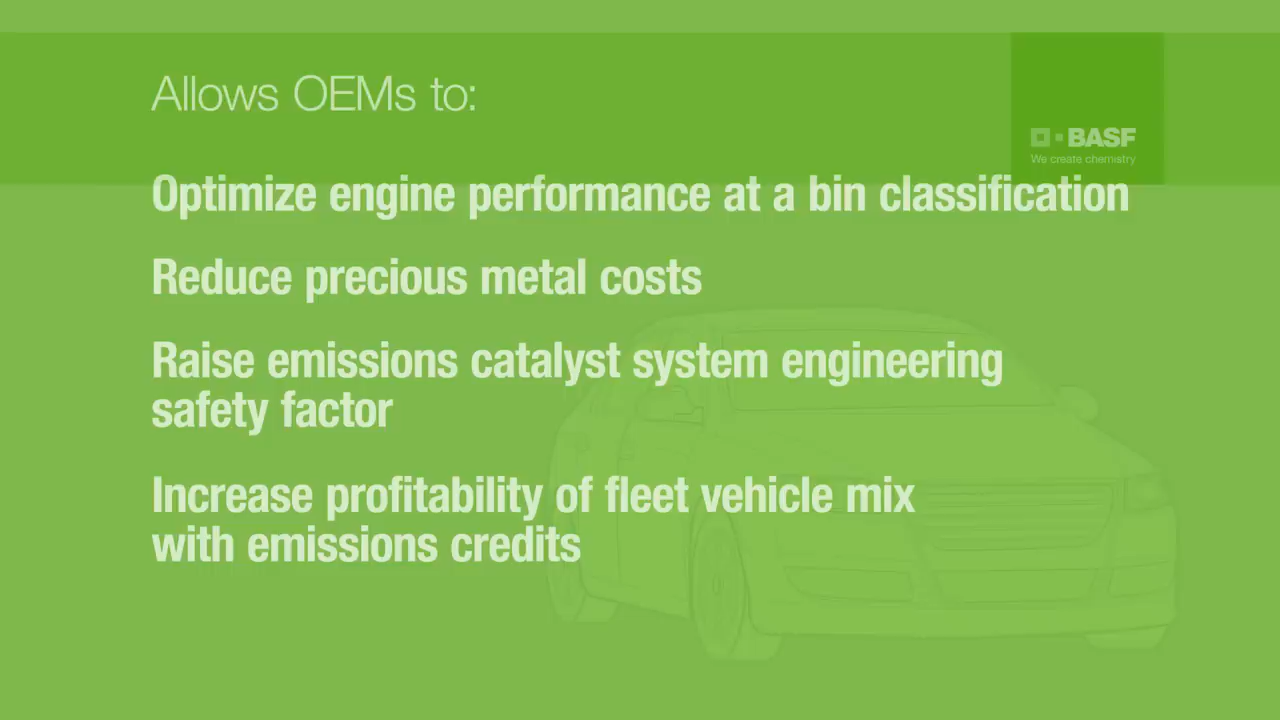 Allows OEMs to:
BASF
We create chemistry
Optimize engine performance at a bin classification
Reduce precious metal costs
Raise emissions catalyst system engineering
safety factor
Increase profitability of fleet vehicle mix
with emissions credits